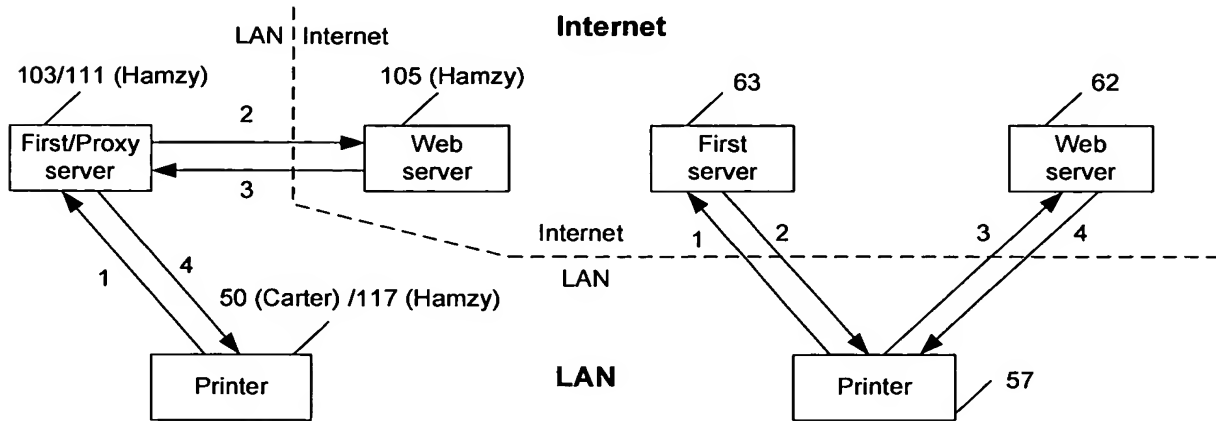 Internet
LAN Internet
103/111 (Hamzy)
105 (Hamzy)
63
62
First/Proxy
server
2
3
Web
server
First
server
Web
server
Internet
LAN
1
4
1
2
3
4
50 (Carter) /117 (Hamzy)
Printer
LAN
Printer
57